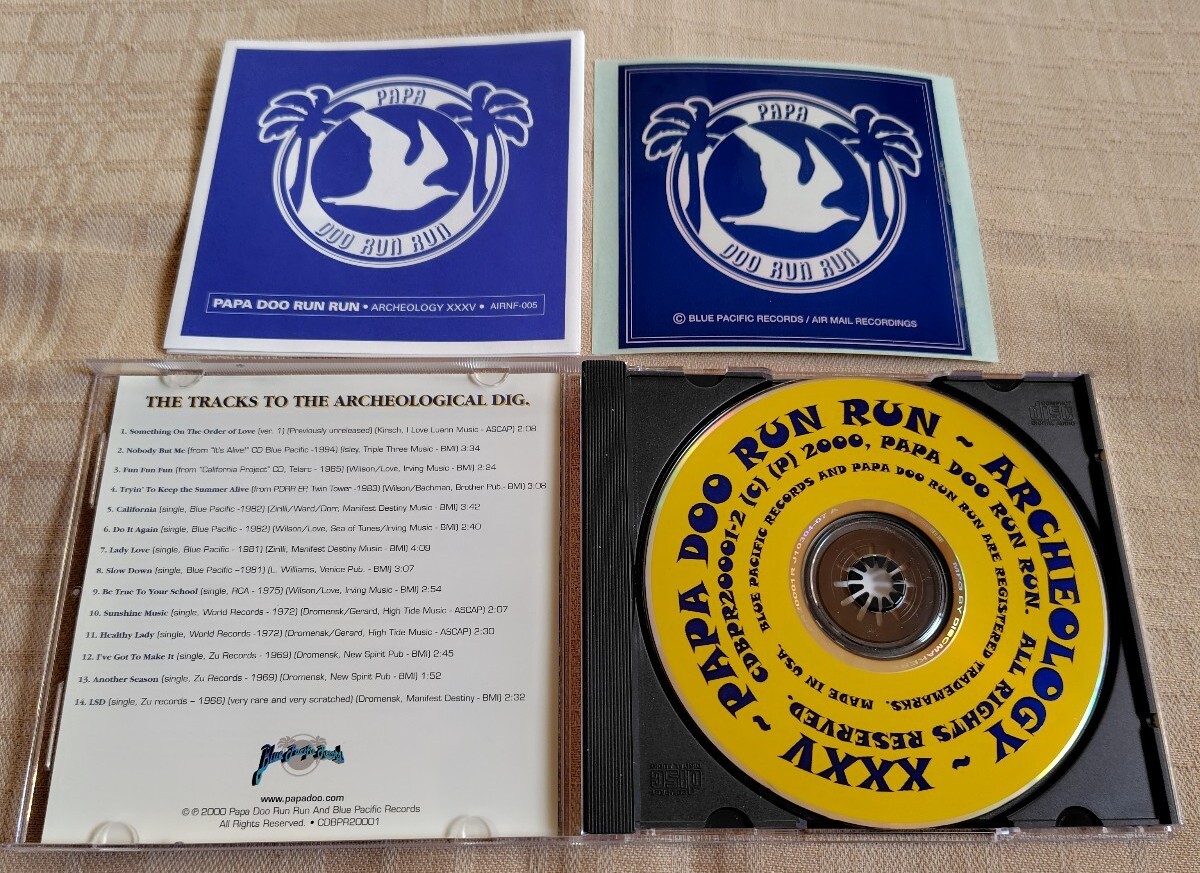 PAPA
DOO RUN RUN
PAPA DOO RUN RUN • ARCHEOLOGY XXXV • AIRNF-005
PAPA
DOO RUN RUN
© BLUE PACIFIC RECORDS / AIR MAIL RECORDINGS
THE TRACKS TO THE ARCHEOLOGICAL DIG.
1. Something On The Order of Love (ver. 1) (Previously unreleased) (Kirsch, I Love Luann Music - ASCAP) 2:08
2. Nobody But Me (from "It's Alive!" CD Blue Pacific -1994) (Isley, Triple Three Music - BMI) 3:34
3. Fun Fun Fun (from "California Project" CD, Telarc - 1985) (Wilson/Love, Irving Music - BMI) 2:24
4. Tryin' To Keep the Summer Alive (from PDRR EP, Twin Tower -1983) (Wilson/Bachman, Brother Pub.- BMI) 3:08
5. California (single, Blue Pacific -1982) (Zirilli/Ward/Dorr, Manifest Destiny Music - BMI) 3:42
6. Do It Again (single, Blue Pacific - 1982) (Wilson/Love, Sea of Tunes/Irving Music - BMI) 2:40
7. Lady Love (single, Blue Pacific - 1981) (Zirilli, Manifest Destiny Music - BMI) 4:09
8. Slow Down (single, Blue Pacific –1981) (L. Williams, Venice Pub. - BMI) 3:07
9. Be True To Your School (single, RCA - 1975) (Wilson/Love, Irving Music - BMI) 2:54
10. Sunshine Music (single, World Records - 1972) (Dromensk/Gerard, High Tide Music - ASCAP) 2:07
11. Healthy Lady (single, World Records -1972) (Dromensk/Gerard, High Tide Music - ASCAP) 2:30
12. I've Got To Make It (single, Zu Records - 1969) (Dromensk, New Spirit Pub - BMI) 2:45
13. Another Season (single, Zu Records - 1969) (Dromensk, New Spirit Pub - BMI) 1:52
14. LSD (single, Zu records – 1966) (very rare and very scratched) (Dromensk, Manifest Destiny - BMI) 2:32
Blue Pacific Records
www.papadoo.com
© ℗ 2000 Papa Doo Run Run And Blue Pacific Records
All Rights Reserved. • CDBPR20001
~ PAPA DOO RUN RUN ~ ARCHEOLOGY ~ XXXV
CDBPR20001-2 (C) (P) 2000, PAPA DOO RUN RUN. ALL RIGHTS RESERVED.
BLUE PACIFIC RECORDS AND PAPA DOO RUN RUN ARE REGISTERED TRADEMARKS. MADE IN USA.
MFG BY DISCMAKERS
COMPACT
disc
DIGITAL AUDIO